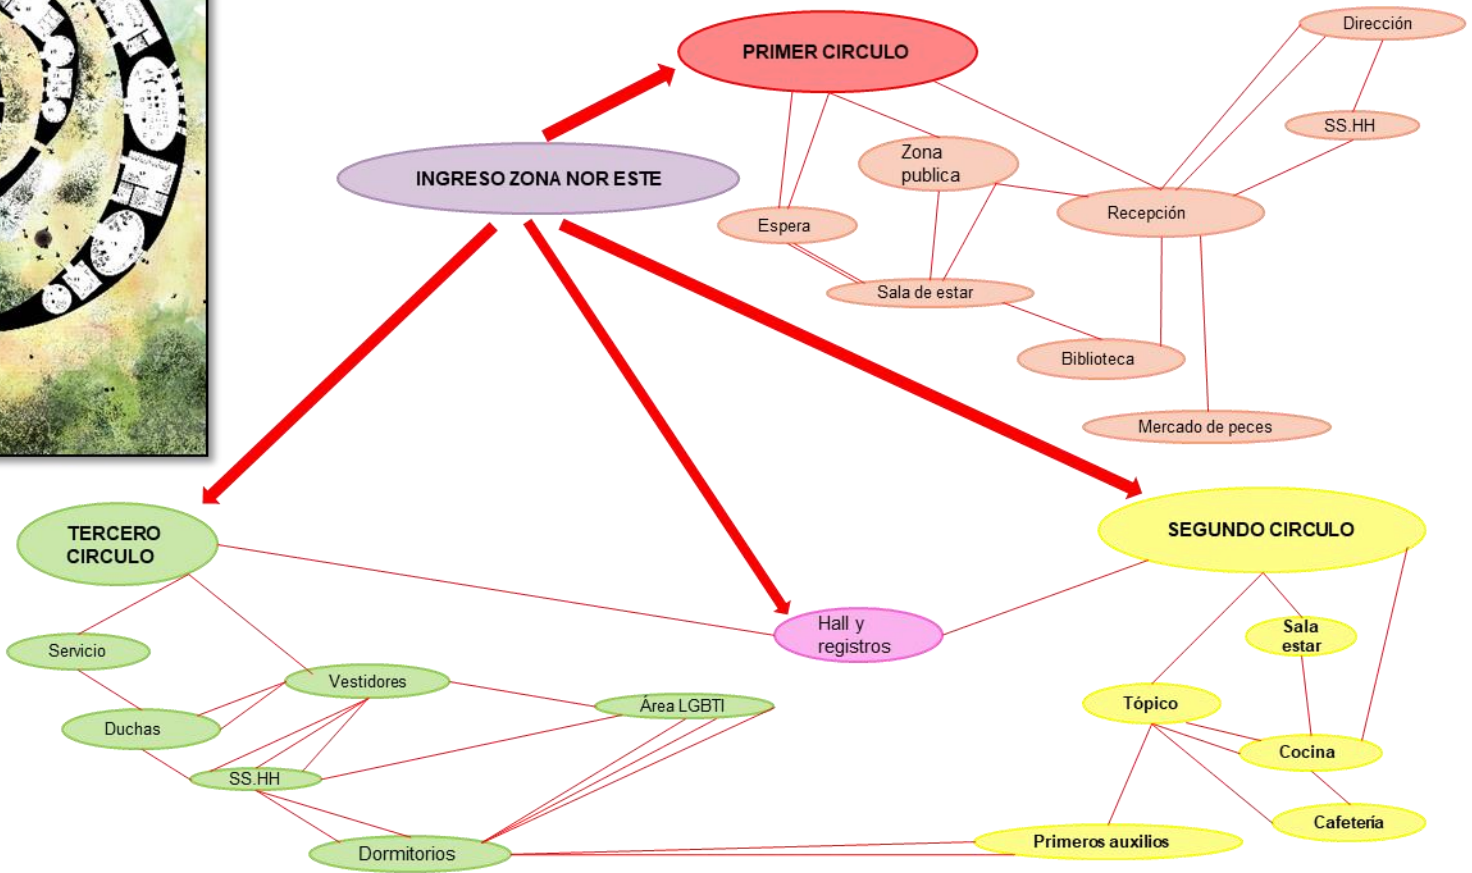 PRIMER CIRCULO
Dirección
SS.HH
Zona
publica
INGRESO ZONA NOR ESTE
Recepción
Espera
Sala de estar
Biblioteca
Mercado de peces
TERCERO
CIRCULO
SEGUNDO CIRCULO
Hall y
registros
Sala
estar
Servicio
Vestidores
Área LGBTI
Tópico
Duchas
Cocina
SS.HH
Cafetería
Dormitorios
Primeros auxilios